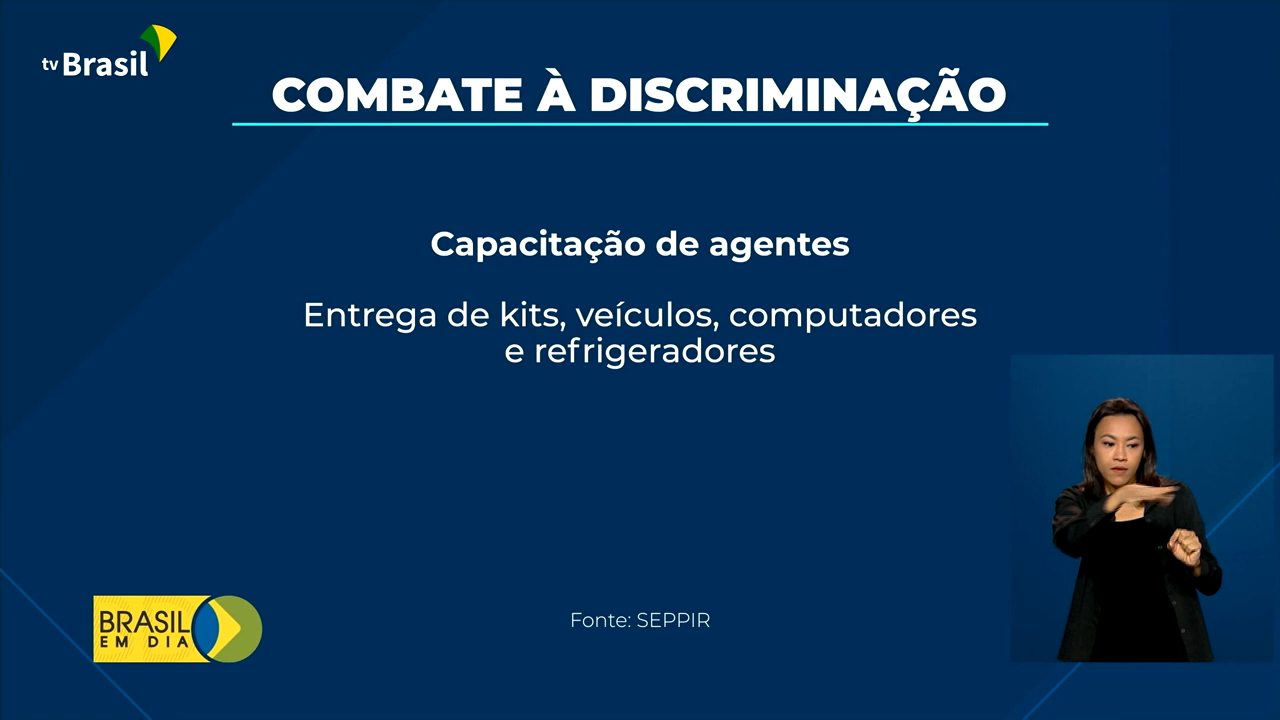 tv Brasil
COMBATE À DISCRIMINAÇÃO
Capacitação de agentes
Entrega de kits, veículos, computadores
e refrigeradores
BRASIL
EM DIA
Fonte: SEPPIR